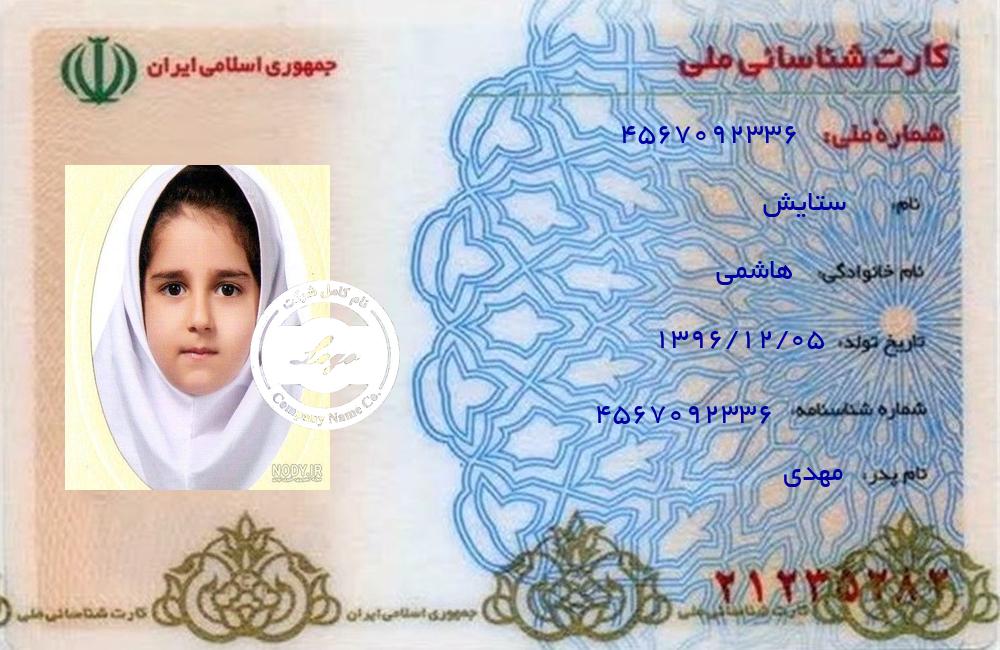 کارت شناسائی ملی
جمهوری اسلامی ایران
شماره ملی: ۴۵۶۷۰۹۲۳۳۶
نام: ستایش
نام خانوادگی: هاشمی
تاریخ تولد: ۱۳۹۶/۱۲/۰۵
شماره شناسنامه: ۴۵۶۷۰۹۲۳۳۶
نام پدر: مهدی
نام کامل شرکت
Logo
Company Name Co.
NODY.IR
۲۱۲۳۵۲۸۳
کارت شناسائی ملی
جمهوری اسلامی ایران
کارت شناسائی ملی